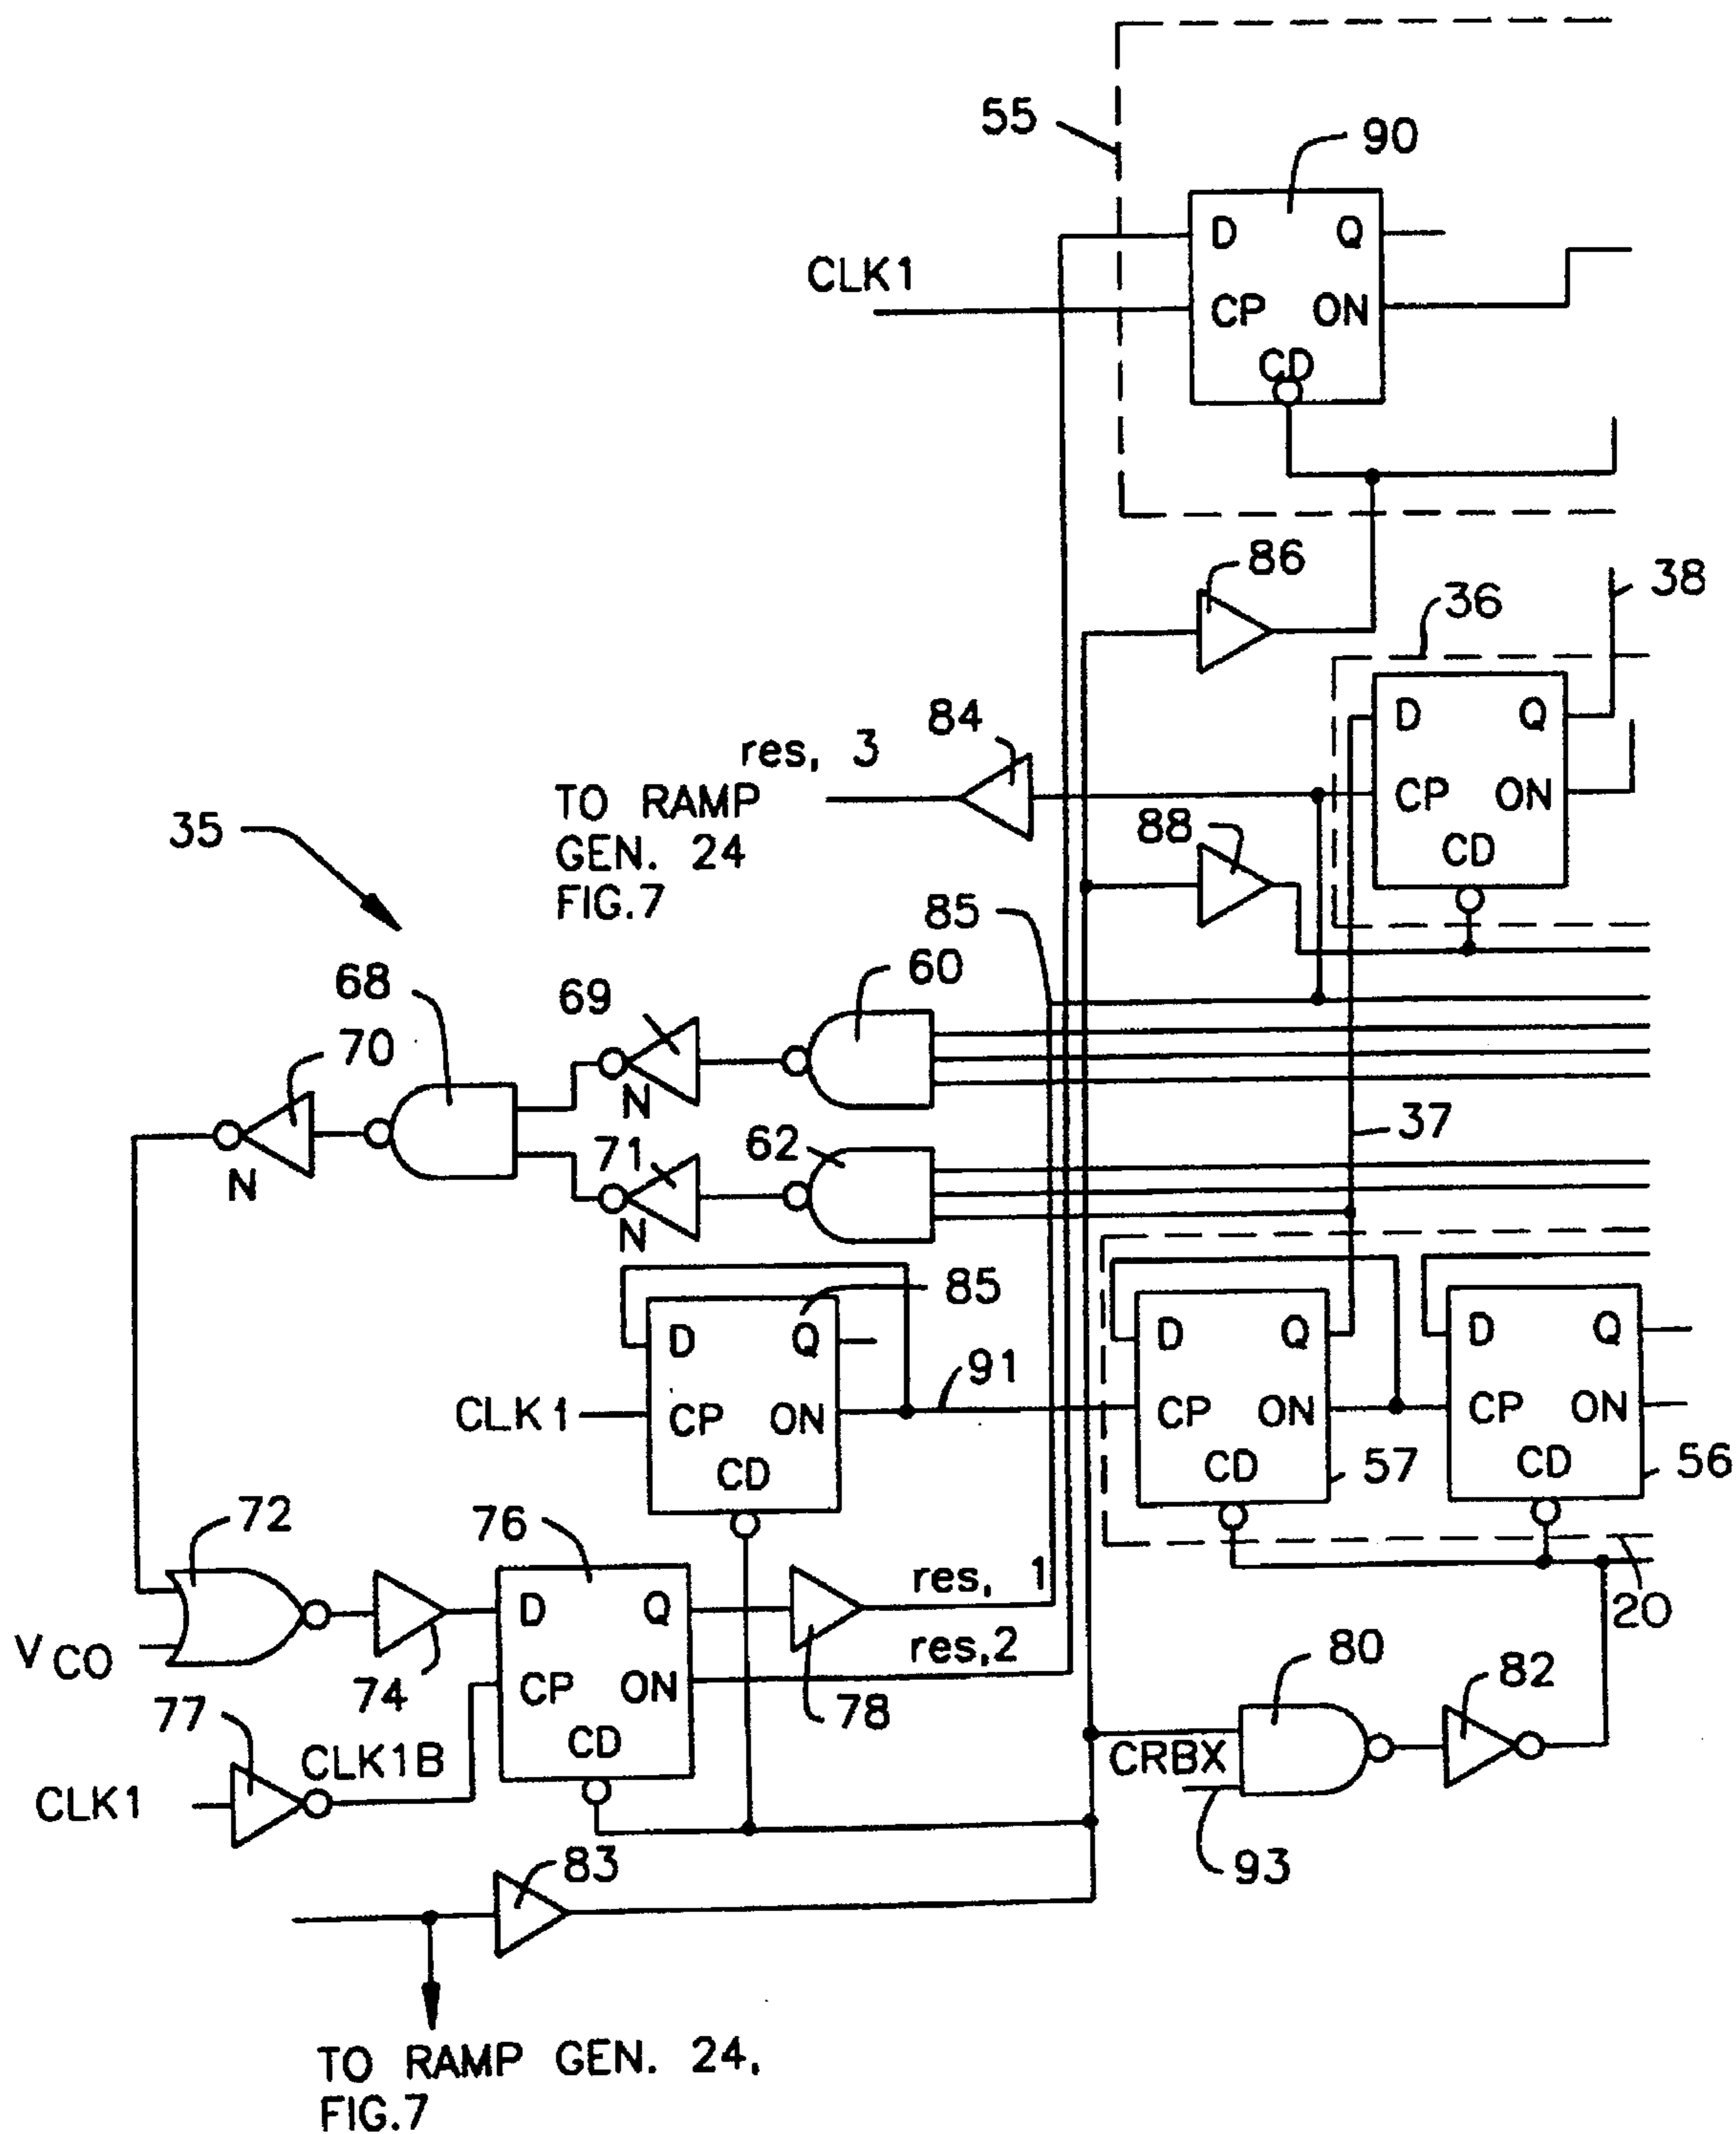 55
90
D Q
CLK1
CP ON
CD
86
36
38
84
D Q
res, 3
TO RAMP
GEN. 24
FIG.7
CP ON
88
CD
35
85
68
69
60
70
N
37
N
71
62
N
85
D Q
91
D Q
D Q
CLK1
CP ON
CP ON
CP ON
CD
CD
57
CD
56
72
76
res, 1
D Q
20
VCO
res,2
80
74
CP ON
82
77
78
CLK1B
CD
CRBX
CLK1
93
83
TO RAMP GEN. 24,
FIG.7